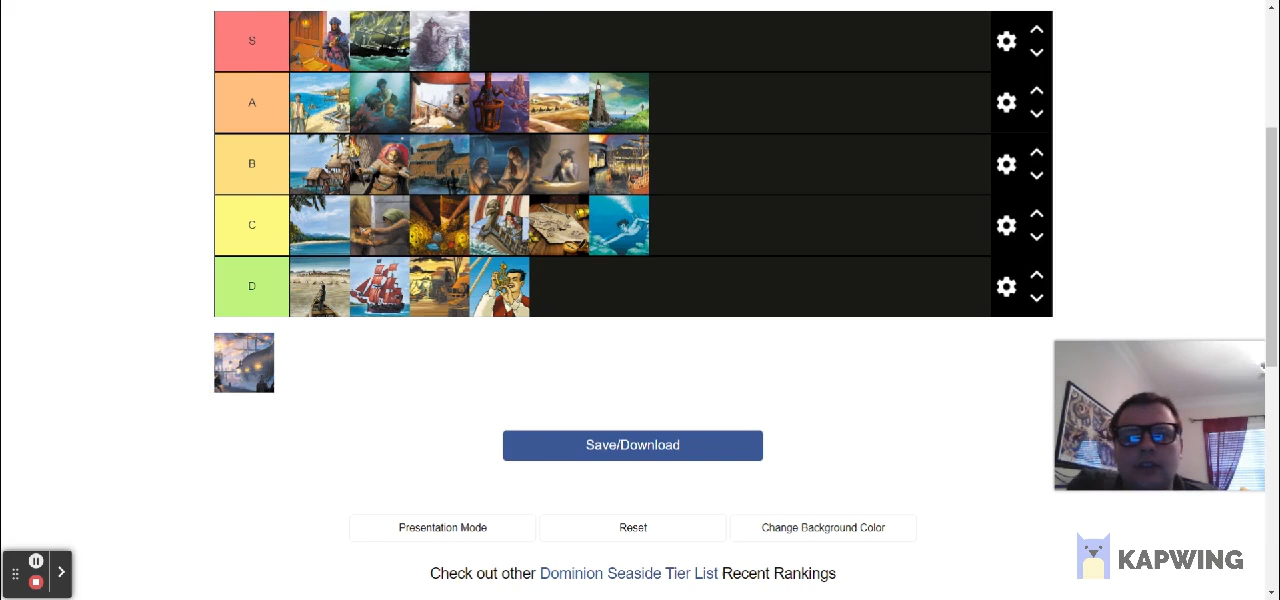 S
A
B
C
D
Save/Download
Presentation Mode Reset Change Background Color
KAPWING
Check out other Dominion Seaside Tier List Recent Rankings